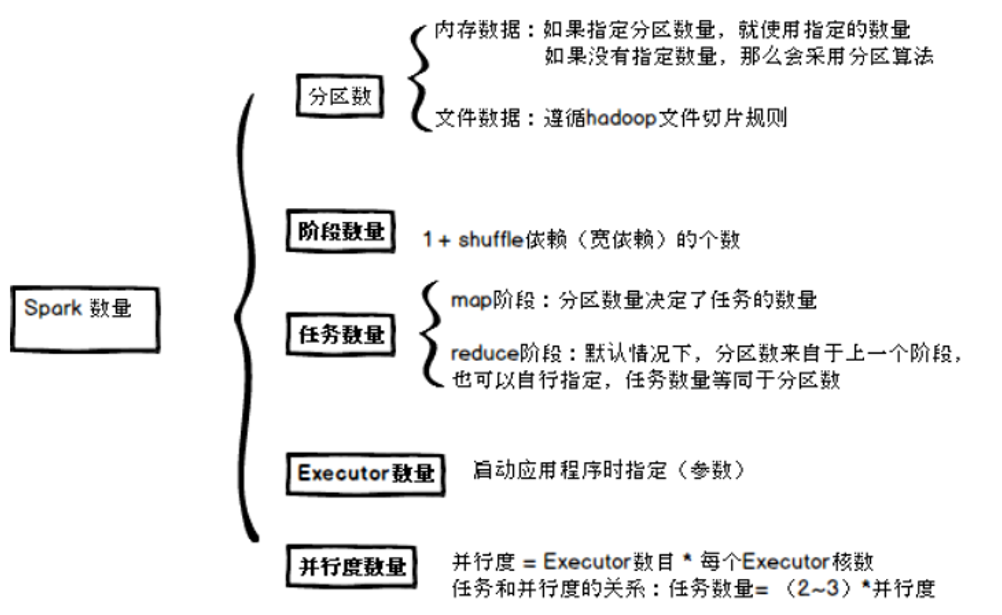 Spark 数量
分区数
内存数据：如果指定分区数量，就使用指定的数量
如果没有指定数量，那么会采用分区算法
文件数据：遵循hadoop文件切片规则
阶段数量
1 + shuffle依赖（宽依赖）的个数
任务数量
map阶段：分区数量决定了任务的数量
reduce阶段：默认情况下，分区数来自于上一个阶段，
也可以自行指定，任务数量等同于分区数
Executor数量
启动应用程序时指定（参数）
并行度数量
并行度 = Executor数目 * 每个Executor核数
任务和并行度的关系：任务数量= （2~3）*并行度